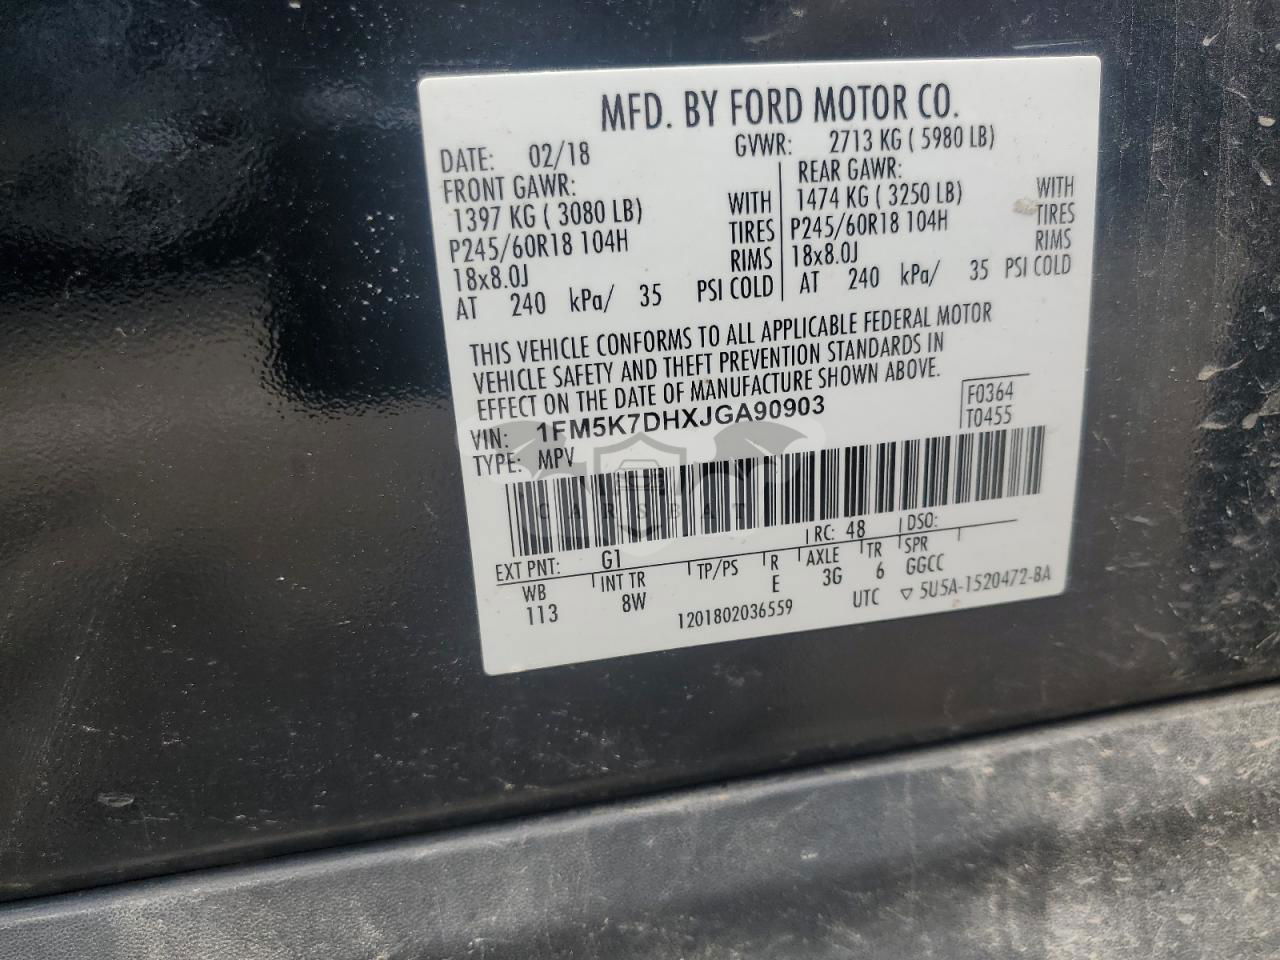 MFD. BY FORD MOTOR CO.
DATE: 02/18 GVWR: 2713 KG ( 5980 LB)
FRONT GAWR: REAR GAWR:
1397 KG ( 3080 LB) WITH 1474 KG ( 3250 LB) WITH
P245/60R18 104H TIRES P245/60R18 104H TIRES
18x8.0J RIMS 18x8.0J RIMS
AT 240 kPa/ 35 PSI COLD AT 240 kPa/ 35 PSI COLD
THIS VEHICLE CONFORMS TO ALL APPLICABLE FEDERAL MOTOR
VEHICLE SAFETY AND THEFT PREVENTION STANDARDS IN
EFFECT ON THE DATE OF MANUFACTURE SHOWN ABOVE.
VIN: 1FM5K7DHXJGA90903 F0364
TYPE: MPV T0455
CARSBAT
EXT PNT: G1 RC: 48 DSO:
WB INT TR TP/PS R AXLE TR SPR
113 8W E 3G 6 GGCC
1201802036559 UTC ▽ 5U5A-1520472-BA